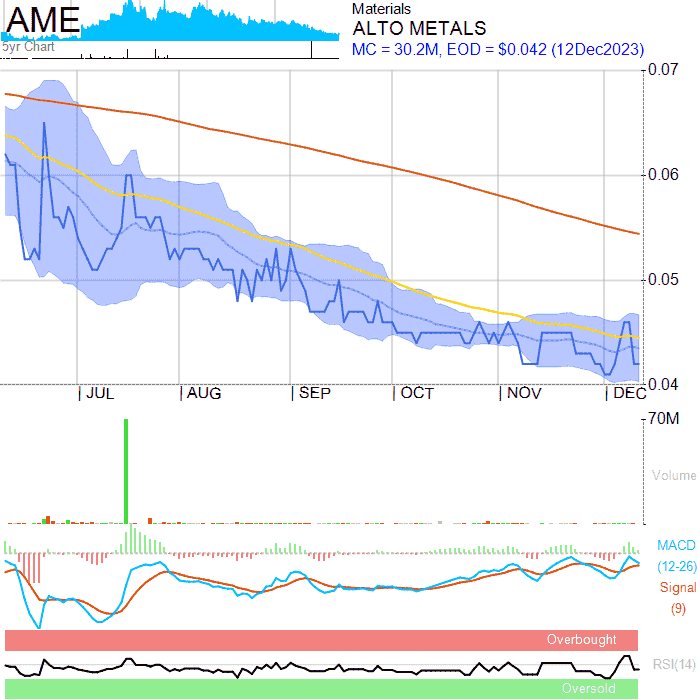 AME
5yr Chart
Materials
ALTO METALS
MC = 30.2M, EOD = $0.042 (12Dec2023)
0.07
0.06
0.05
0.04
JUL AUG SEP OCT NOV DEC
70M
Volume
MACD
(12-26)
Signal
(9)
Overbought
RSI(14)
Oversold